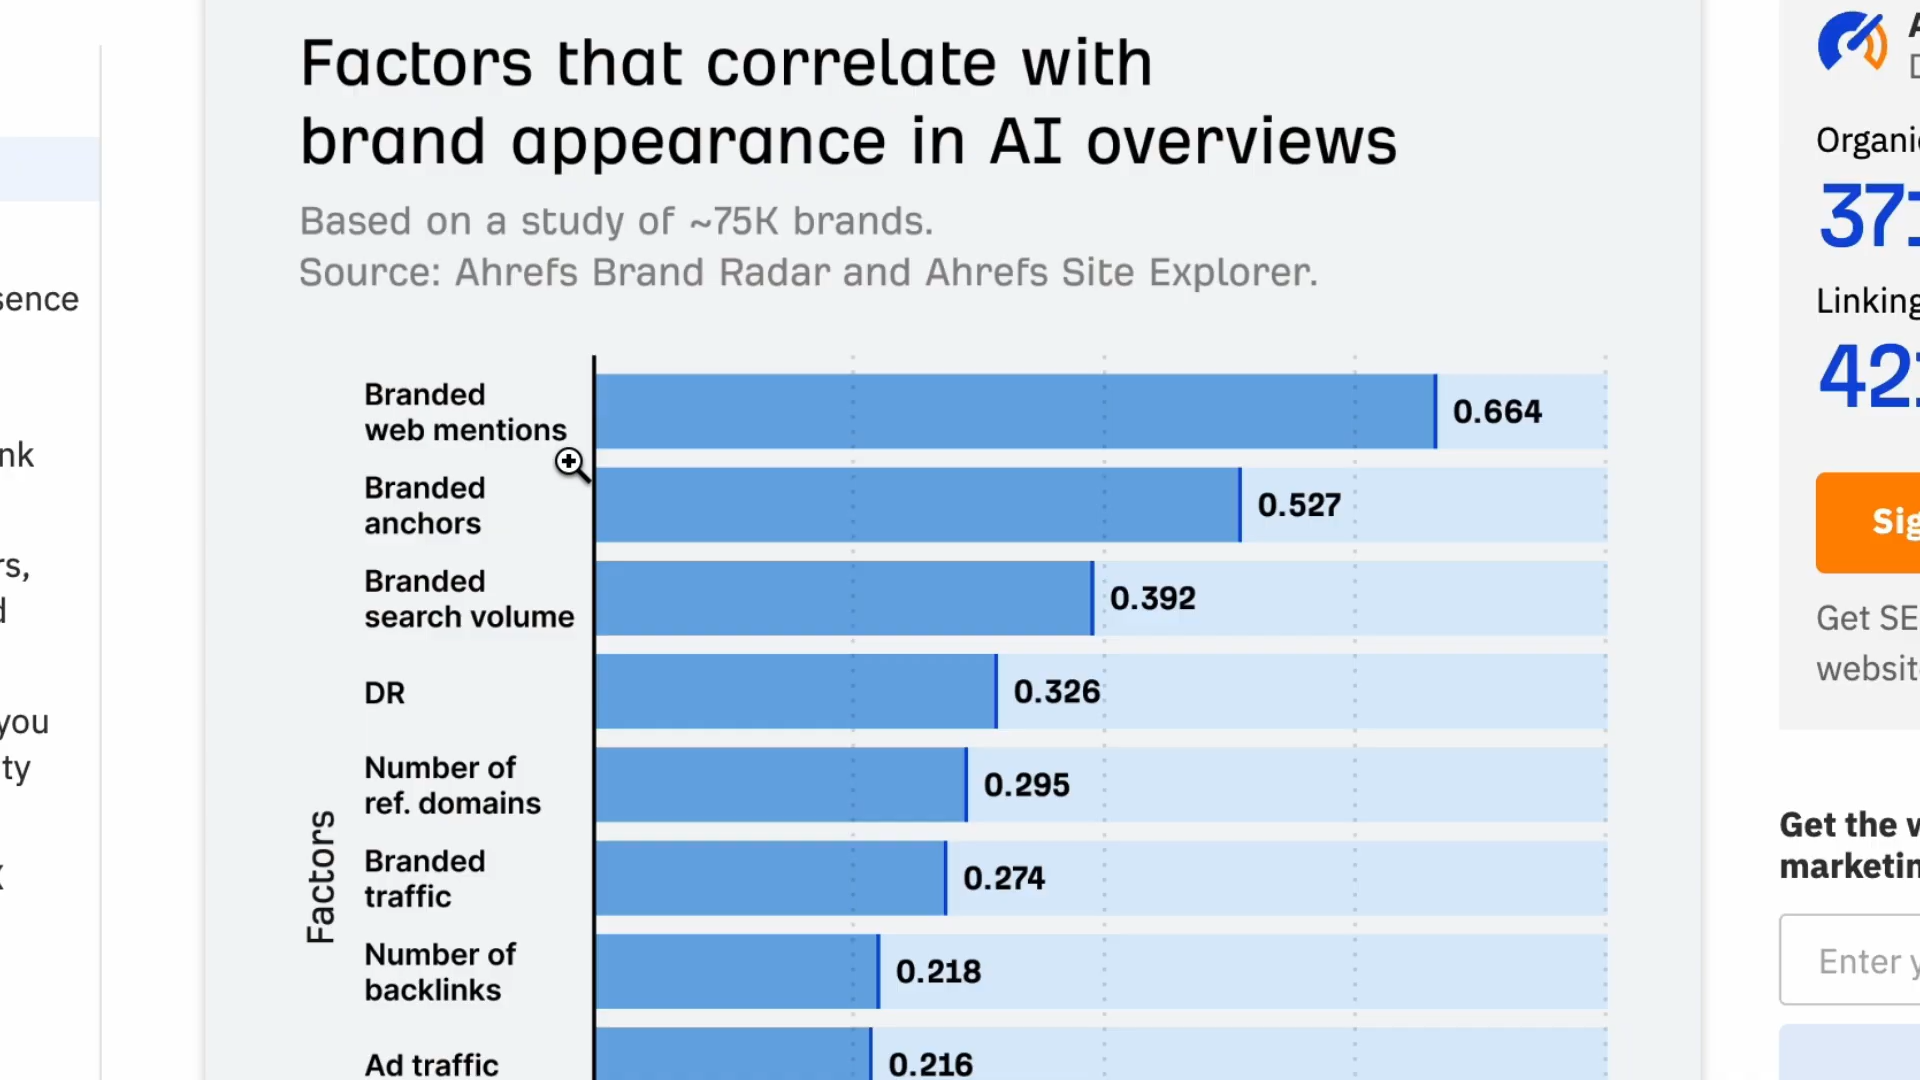 Factors that correlate with
brand appearance in AI overviews
Based on a study of ~75K brands.
Source: Ahrefs Brand Radar and Ahrefs Site Explorer.
Factors
Branded
web mentions
0.664
Branded
anchors
0.527
Branded
search volume
0.392
DR
0.326
Number of
ref. domains
0.295
Branded
traffic
0.274
Number of
backlinks
0.218
Ad traffic
0.216
sence
nk
rs,
you
ty
Organi
371
Linking
421
Sig
Get SE
websit
Get the w
marketin
Enter y